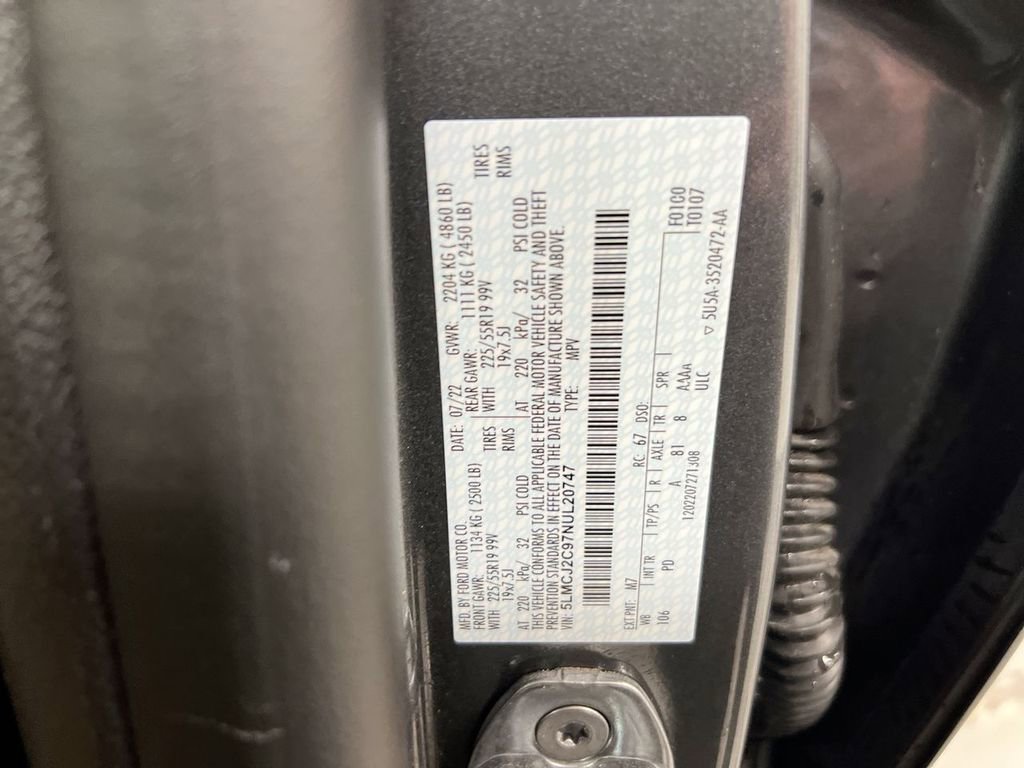 MFD. BY FORD MOTOR CO. DATE: 07/22 GVWR: 2204 KG ( 4860 LB)
FRONT GAWR: 1134 KG ( 2500 LB) REAR GAWR: 1111 KG ( 2450 LB)
WITH 225/55R19 99V TIRES WITH 225/55R19 99V TIRES
19x7.5J RIMS 19x7.5J RIMS
AT 220 kPa/ 32 PSI COLD AT 220 kPa/ 32 PSI COLD
THIS VEHICLE CONFORMS TO ALL APPLICABLE FEDERAL MOTOR VEHICLE SAFETY AND THEFT
PREVENTION STANDARDS IN EFFECT ON THE DATE OF MANUFACTURE SHOWN ABOVE.
VIN: 5LMCJ2C97NUL20747 TYPE: MPV
EXT PNT: M7 RC: 67 DSO: F0100
WB INT TR TP/PS R AXLE TR SPR T0107
106 PD A 81 8 AAAa
1202207271308 ULC
▽ 5U5A-3520472-AA